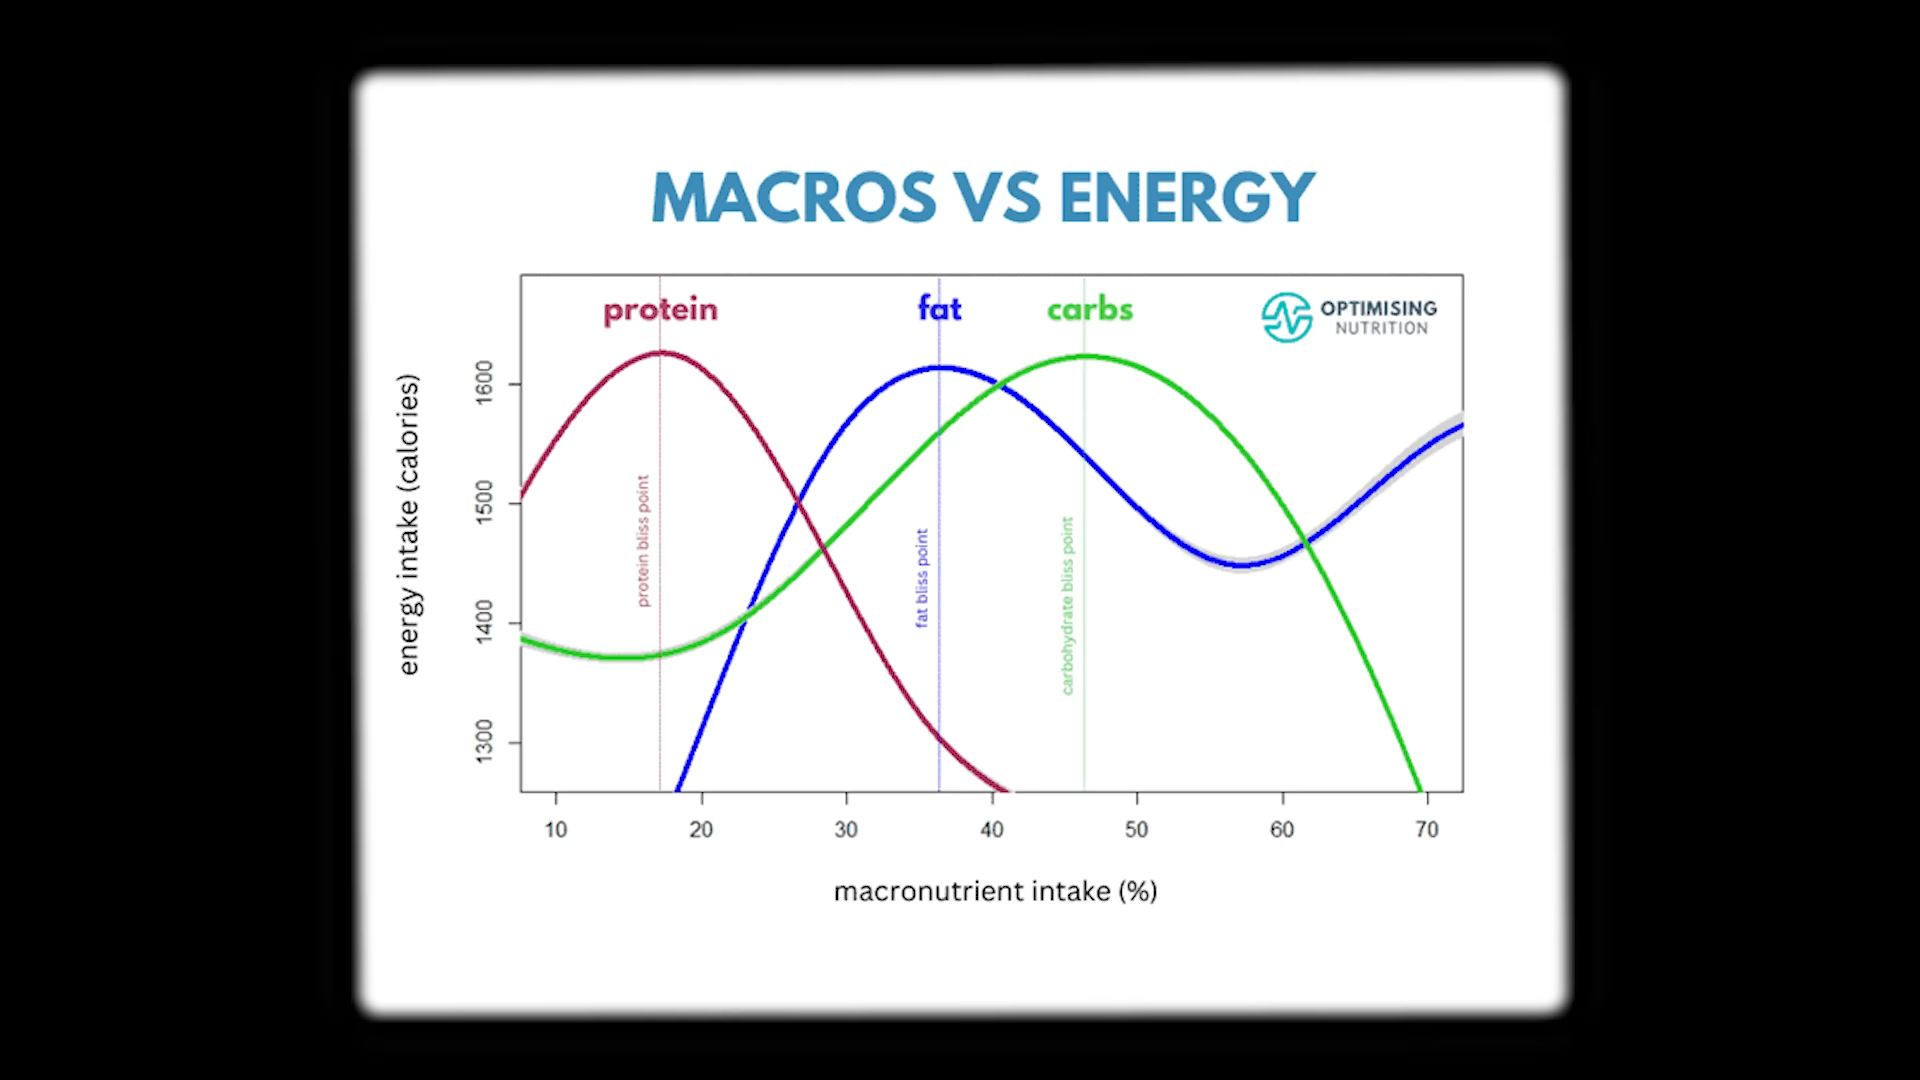 MACROS VS ENERGY
protein
fat
carbs
OPTIMISING
NUTRITION
energy intake (calories)
1600
1500
1400
1300
protein bliss point
fat bliss point
carbohydrate bliss point
10 20 30 40 50 60 70
macronutrient intake (%)